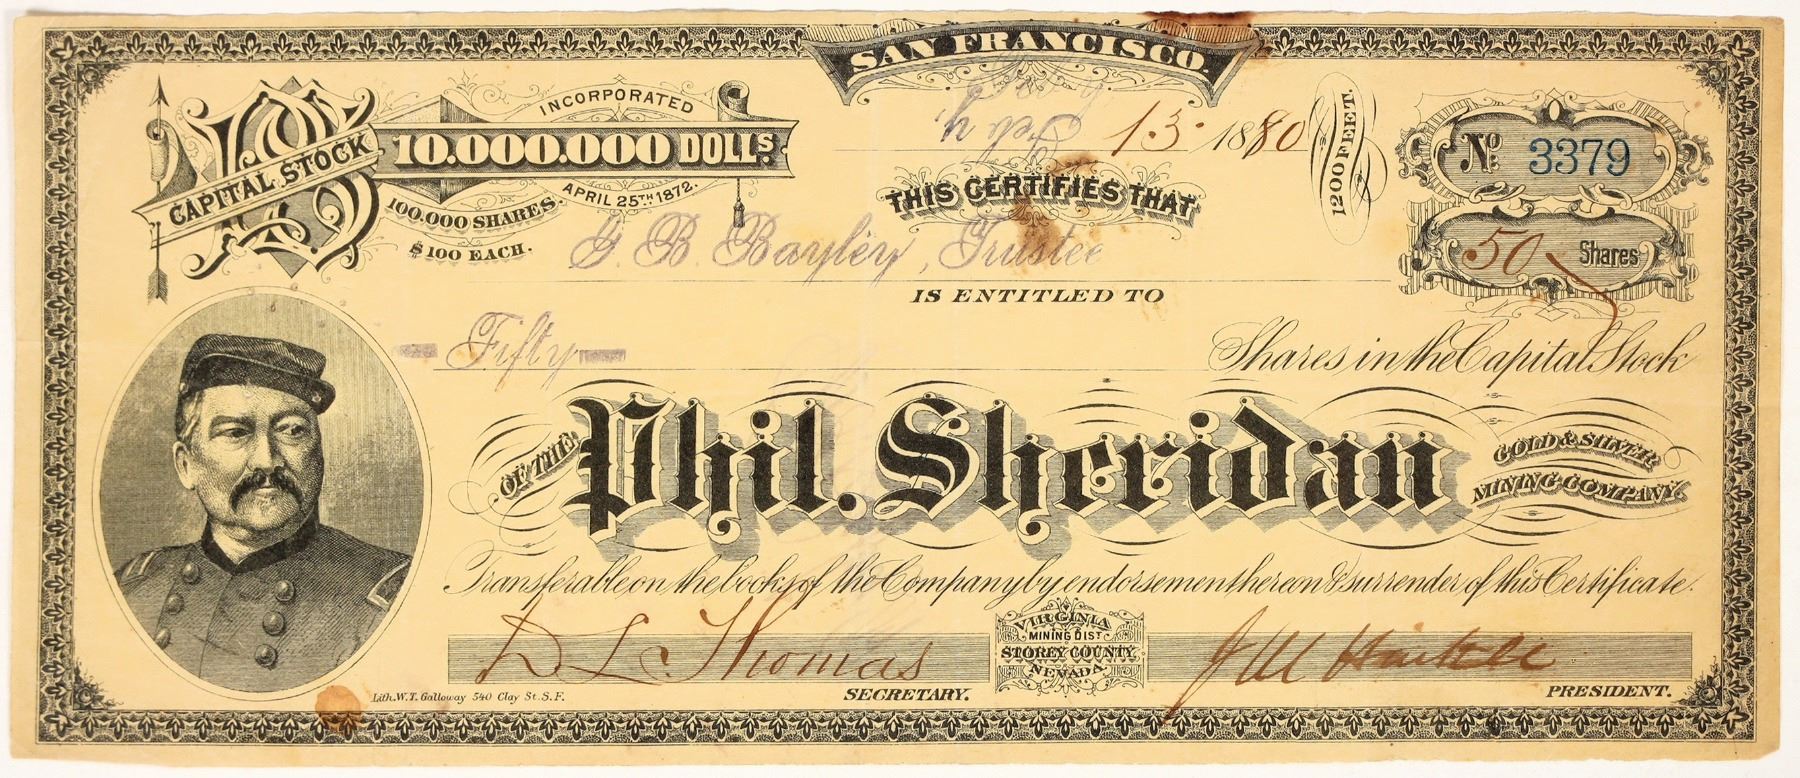 SAN FRANCISCO.
INCORPORATED
CAPITAL STOCK 10.000.000 DOLLS.
APRIL 25TH 1872.
100.000 SHARES.
$100 EACH.
Feby 13 1880
1200 FEET.
No. 3379
50 Shares
THIS CERTIFIES THAT
G. B. Bayley, Trustee
IS ENTITLED TO
Fifty Shares in the Capital Stock
OF THE Phil. Sheridan GOLD & SILVER MINING COMPANY.
Transferable on the books of the Company by endorsement hereon & surrender of this Certificate.
D L Thomas
SECRETARY.
VIRGINIA
MINING DIST
STOREY COUNTY
NEVADA
PRESIDENT.
Lith. W. T. Galloway 540 Clay St. S. F.